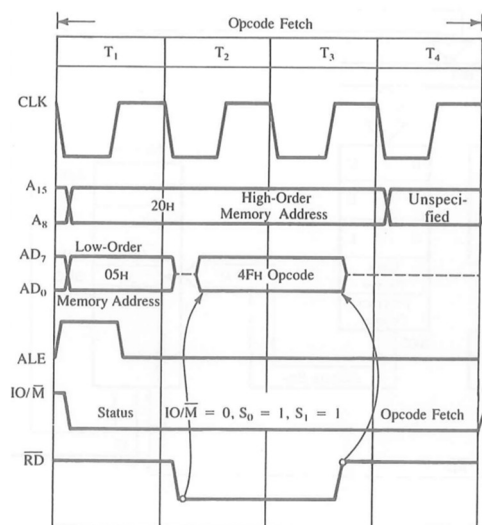 Opcode Fetch
T₁ T₂ T₃ T₄
CLK
A₁₅
20H
High-Order
Memory Address
Unspeci-
fied
A₈
AD₇
Low-Order
05H
4FH Opcode
AD₀
Memory Address
ALE
IO/M̅
Status
IO/M̅ = 0, S₀ = 1, S₁ = 1
Opcode Fetch
R̅D̅